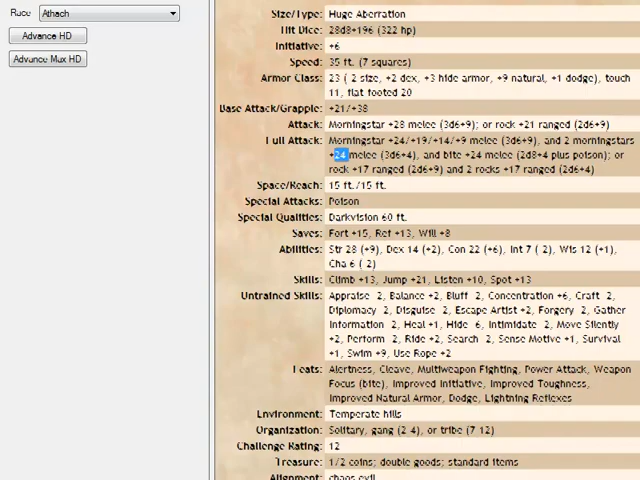 Race Athach
Advance HD
Advance Max HD
Size/Type: Huge Aberration
Hit Dice: 28d8+196 (322 hp)
Initiative: +6
Speed: 35 ft. (7 squares)
Armor Class: 23 (-2 size, +2 dex, +3 hide armor, +9 natural, +1 dodge), touch
11, flat footed 20
Base Attack/Grapple: +21/+38
Attack: Morningstar +28 melee (3d6+9); or rock +21 ranged (2d6+9)
Full Attack: Morningstar +24/+19/+14/+9 melee (3d6+9), and 2 morningstars
+24 melee (3d6+4), and bite +24 melee (2d8+4 plus poison); or
rock +17 ranged (2d6+9) and 2 rocks +17 ranged (2d6+4)
Space/Reach: 15 ft./15 ft.
Special Attacks: Poison
Special Qualities: Darkvision 60 ft.
Saves: Fort +15, Ref +13, Will +8
Abilities: Str 28 (+9), Dex 14 (+2), Con 22 (+6), Int 7 (-2), Wis 12 (+1),
Cha 6 (-2)
Skills: Climb +13, Jump +21, Listen +10, Spot +13
Untrained Skills: Appraise -2, Balance +2, Bluff -2, Concentration +6, Craft -2,
Diplomacy -2, Disguise -2, Escape Artist +2, Forgery -2, Gather
Information -2, Heal +1, Hide -6, Intimidate -2, Move Silently
+2, Perform -2, Ride +2, Search -2, Sense Motive +1, Survival
+1, Swim +9, Use Rope +2
Feats: Alertness, Cleave, Multiweapon Fighting, Power Attack, Weapon
Focus (bite), Improved Initiative, Improved Toughness,
Improved Natural Armor, Dodge, Lightning Reflexes
Environment: Temperate hills
Organization: Solitary, gang (2-4), or tribe (7-12)
Challenge Rating: 12
Treasure: 1/2 coins; double goods; standard items
Alignment: chaos evil